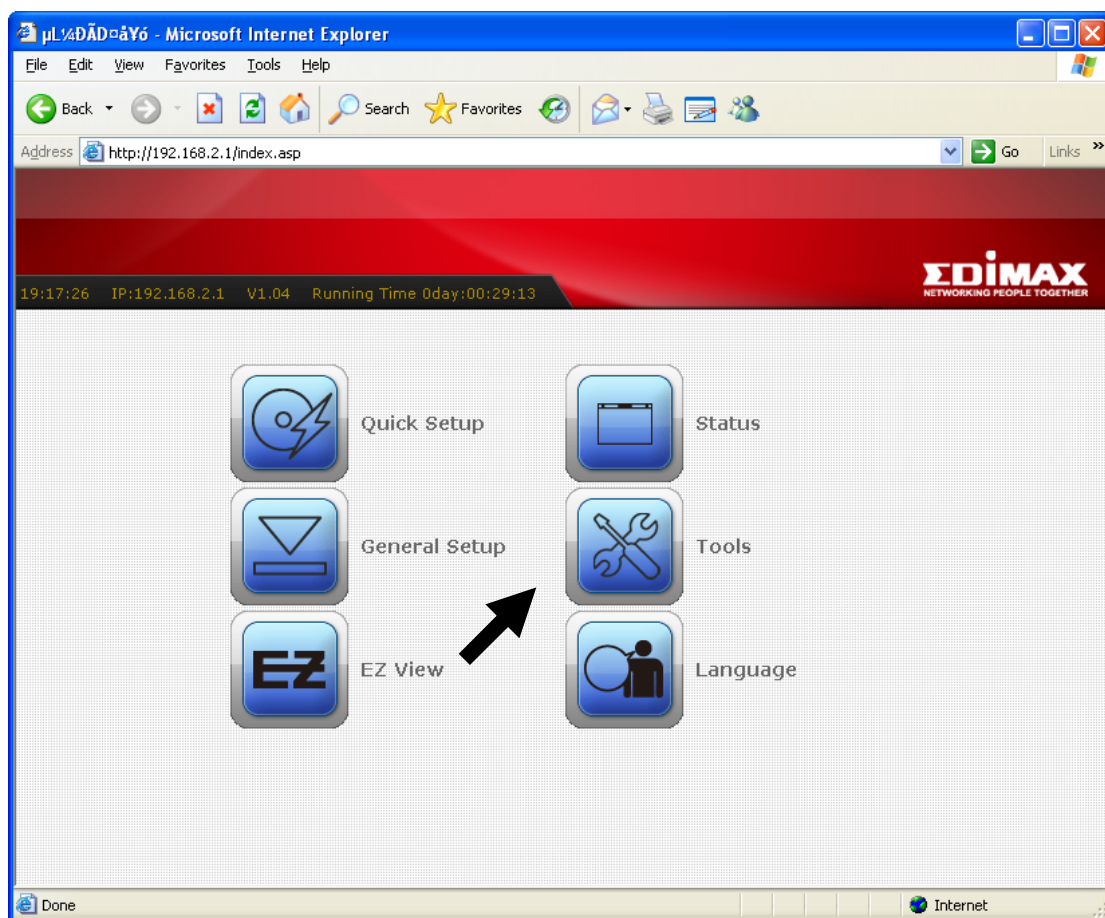 µL¼ÐÃD¤åYó - Microsoft Internet Explorer
File Edit View Favorites Tools Help
Back Search Favorites
Address http://192.168.2.1/index.asp Go Links »
EDIMAX
NETWORKING PEOPLE TOGETHER
19:17:26 IP:192.168.2.1 V1.04 Running Time 0day:00:29:13
Quick Setup
Status
General Setup
Tools
EZ
EZ View
Language
Done Internet